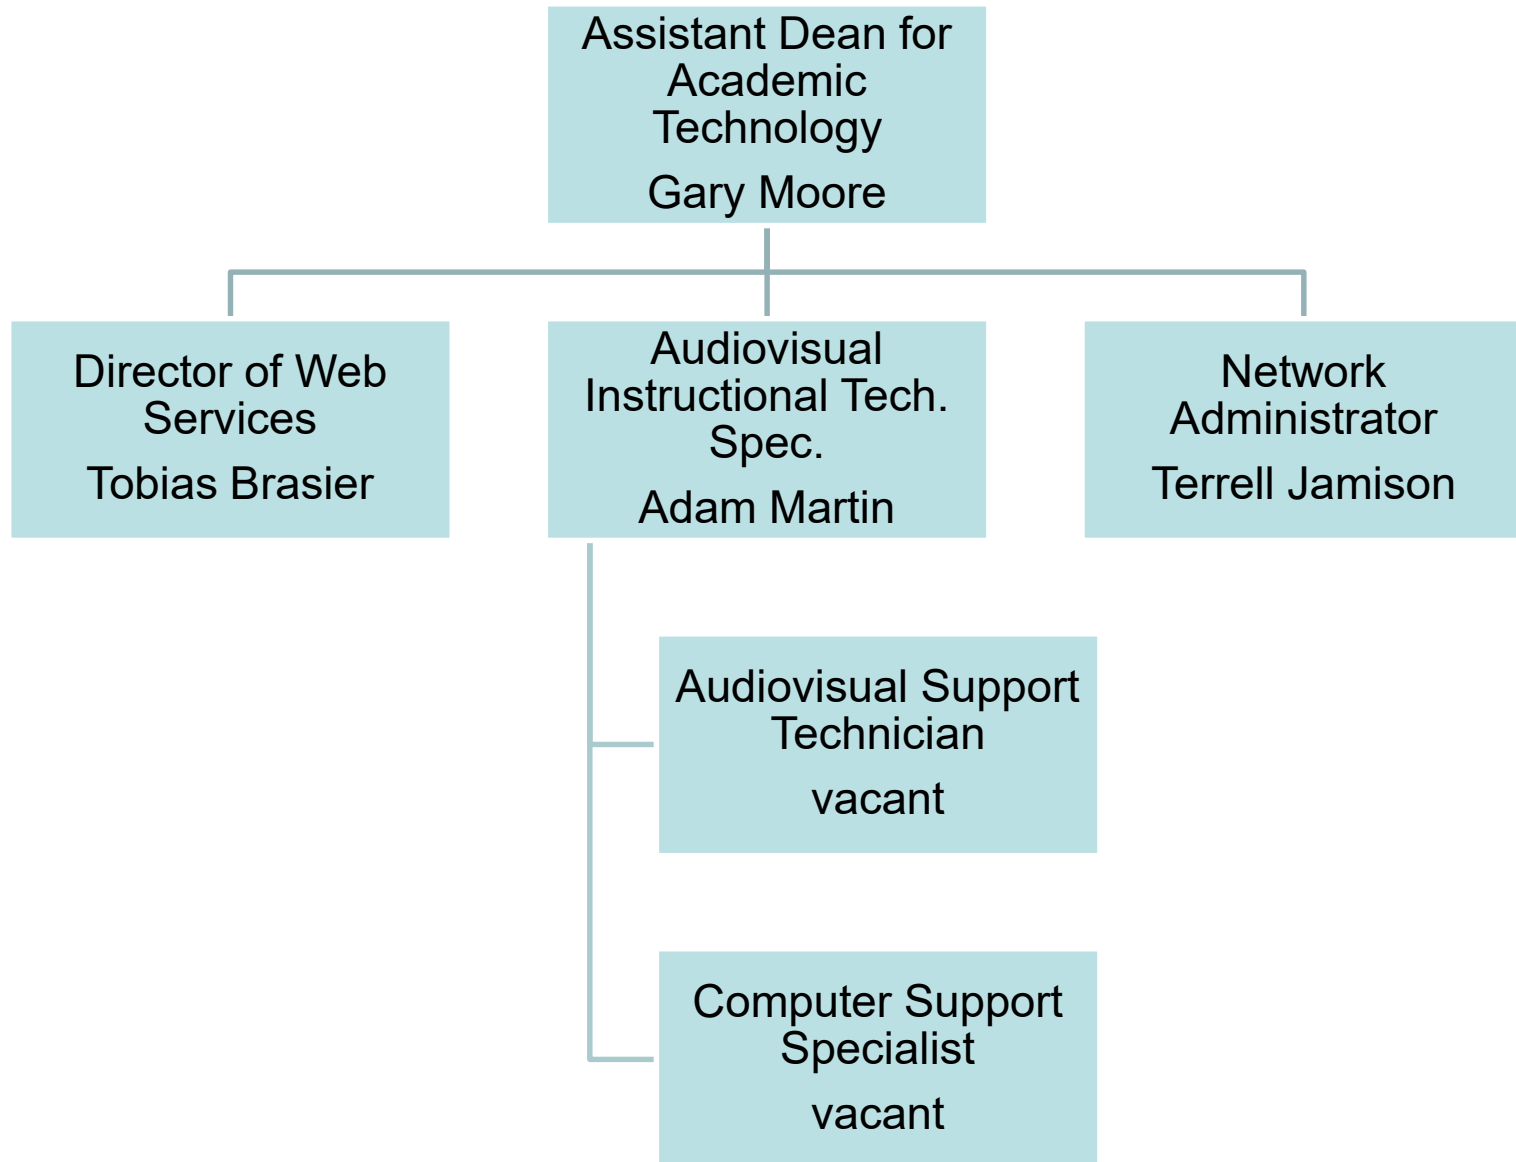 Assistant Dean for
Academic
Technology
Gary Moore
Director of Web
Services
Tobias Brasier
Audiovisual
Instructional Tech.
Spec.
Adam Martin
Network
Administrator
Terrell Jamison
Audiovisual Support
Technician
vacant
Computer Support
Specialist
vacant